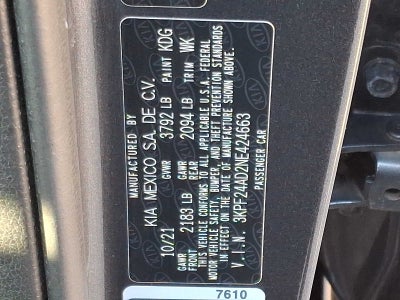 MANUFACTURED BY
KIA MEXICO S.A. DE C.V.
10/21 GVWR 3792 LB PAINT KDG
GAWR FRONT 2183 LB GAWR REAR 2094 LB TRIM WK
THIS VEHICLE CONFORMS TO ALL APPLICABLE U.S.A. FEDERAL
MOTOR VEHICLE SAFETY, BUMPER, AND THEFT PREVENTION STANDARDS
IN EFFECT ON THE DATE OF MANUFACTURE SHOWN ABOVE.
V.I.N. 3KPF24AD2NE424663
PASSENGER CAR
7610